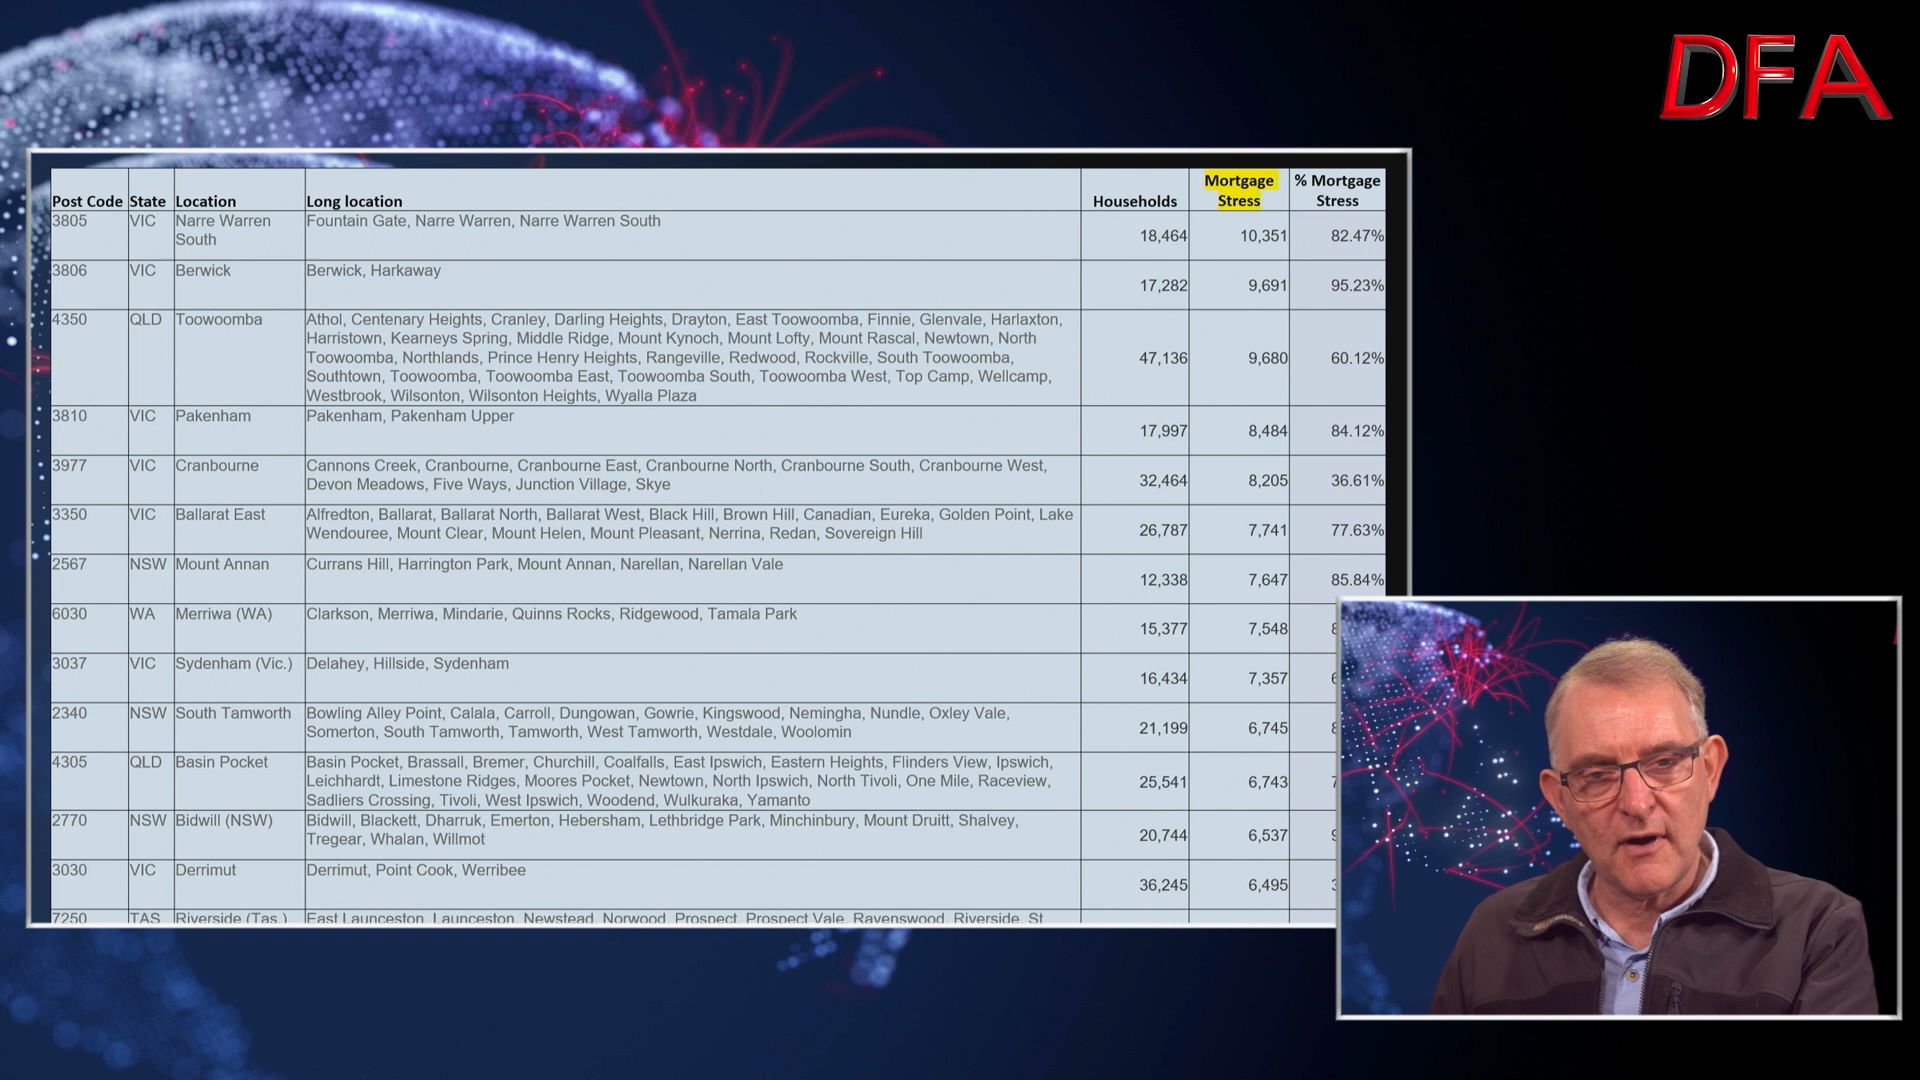 DFA
Post Code State Location Long location Households Mortgage Stress % Mortgage Stress
3805 VIC Narre Warren South Fountain Gate, Narre Warren, Narre Warren South 18,464 10,351 82.47%
3806 VIC Berwick Berwick, Harkaway 17,282 9,691 95.23%
4350 QLD Toowoomba Athol, Centenary Heights, Cranley, Darling Heights, Drayton, East Toowoomba, Finnie, Glenvale, Harlaxton,
Harristown, Kearneys Spring, Middle Ridge, Mount Kynoch, Mount Lofty, Mount Rascal, Newtown, North
Toowoomba, Northlands, Prince Henry Heights, Rangeville, Redwood, Rockville, South Toowoomba,
Southtown, Toowoomba, Toowoomba East, Toowoomba South, Toowoomba West, Top Camp, Wellcamp,
Westbrook, Wilsonton, Wilsonton Heights, Wyalla Plaza 47,136 9,680 60.12%
3810 VIC Pakenham Pakenham, Pakenham Upper 17,997 8,484 84.12%
3977 VIC Cranbourne Cannons Creek, Cranbourne, Cranbourne East, Cranbourne North, Cranbourne South, Cranbourne West,
Devon Meadows, Five Ways, Junction Village, Skye 32,464 8,205 36.61%
3350 VIC Ballarat East Alfredton, Ballarat, Ballarat North, Ballarat West, Black Hill, Brown Hill, Canadian, Eureka, Golden Point, Lake
Wendouree, Mount Clear, Mount Helen, Mount Pleasant, Nerrina, Redan, Sovereign Hill 26,787 7,741 77.63%
2567 NSW Mount Annan Currans Hill, Harrington Park, Mount Annan, Narellan, Narellan Vale 12,338 7,647 85.84%
6030 WA Merriwa (WA) Clarkson, Merriwa, Mindarie, Quinns Rocks, Ridgewood, Tamala Park 15,377 7,548
3037 VIC Sydenham (Vic.) Delahey, Hillside, Sydenham 16,434 7,357
2340 NSW South Tamworth Bowling Alley Point, Calala, Carroll, Dungowan, Gowrie, Kingswood, Nemingha, Nundle, Oxley Vale,
Somerton, South Tamworth, Tamworth, West Tamworth, Westdale, Woolomin 21,199 6,745
4305 QLD Basin Pocket Basin Pocket, Brassall, Bremer, Churchill, Coalfalls, East Ipswich, Eastern Heights, Flinders View, Ipswich,
Leichhardt, Limestone Ridges, Moores Pocket, Newtown, North Ipswich, North Tivoli, One Mile, Raceview,
Sadliers Crossing, Tivoli, West Ipswich, Woodend, Wulkuraka, Yamanto 25,541 6,743
2770 NSW Bidwill (NSW) Bidwill, Blackett, Dharruk, Emerton, Hebersham, Lethbridge Park, Minchinbury, Mount Druitt, Shalvey,
Tregear, Whalan, Willmot 20,744 6,537
3030 VIC Derrimut Derrimut, Point Cook, Werribee 36,245 6,495
7250 TAS Riverside (Tas.) East Launceston, Launceston, Newstead, Norwood, Prospect, Prospect Vale, Ravenswood, Riverside, St